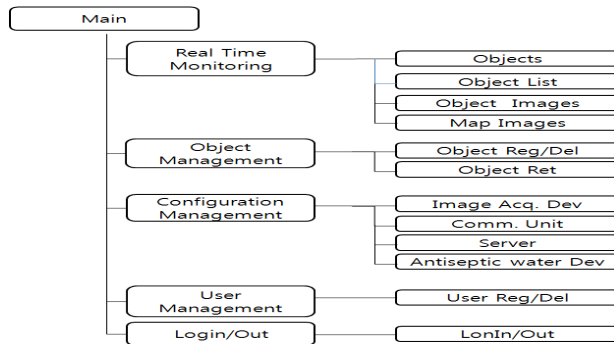 Main
Real Time
Monitoring
Objects
Object List
Object Images
Map Images
Object
Management
Object Reg/Del
Object Ret
Configuration
Management
Image Acq. Dev
Comm. Unit
Server
Antiseptic water Dev
User
Management
User Reg/Del
Login/Out
LonIn/Out